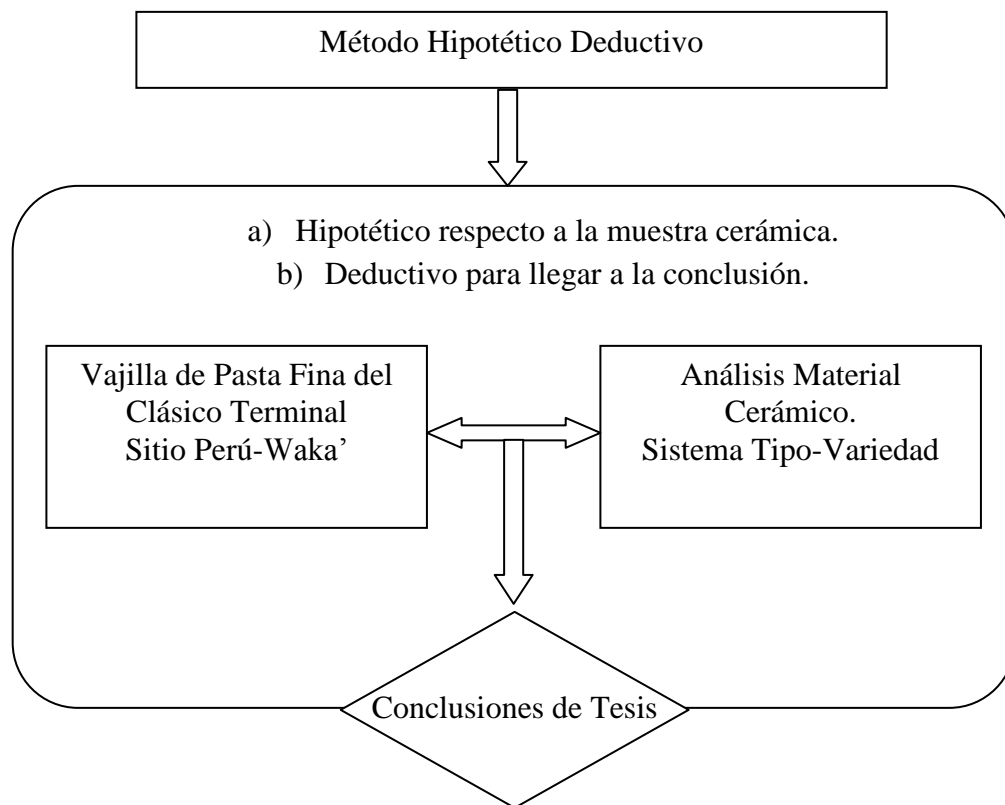 Método Hipotético Deductivo
a) Hipotético respecto a la muestra cerámica.
b) Deductivo para llegar a la conclusión.
Vajilla de Pasta Fina del
Clásico Terminal
Sitio Perú-Waka’
Análisis Material
Cerámico.
Sistema Tipo-Variedad
Conclusiones de Tesis